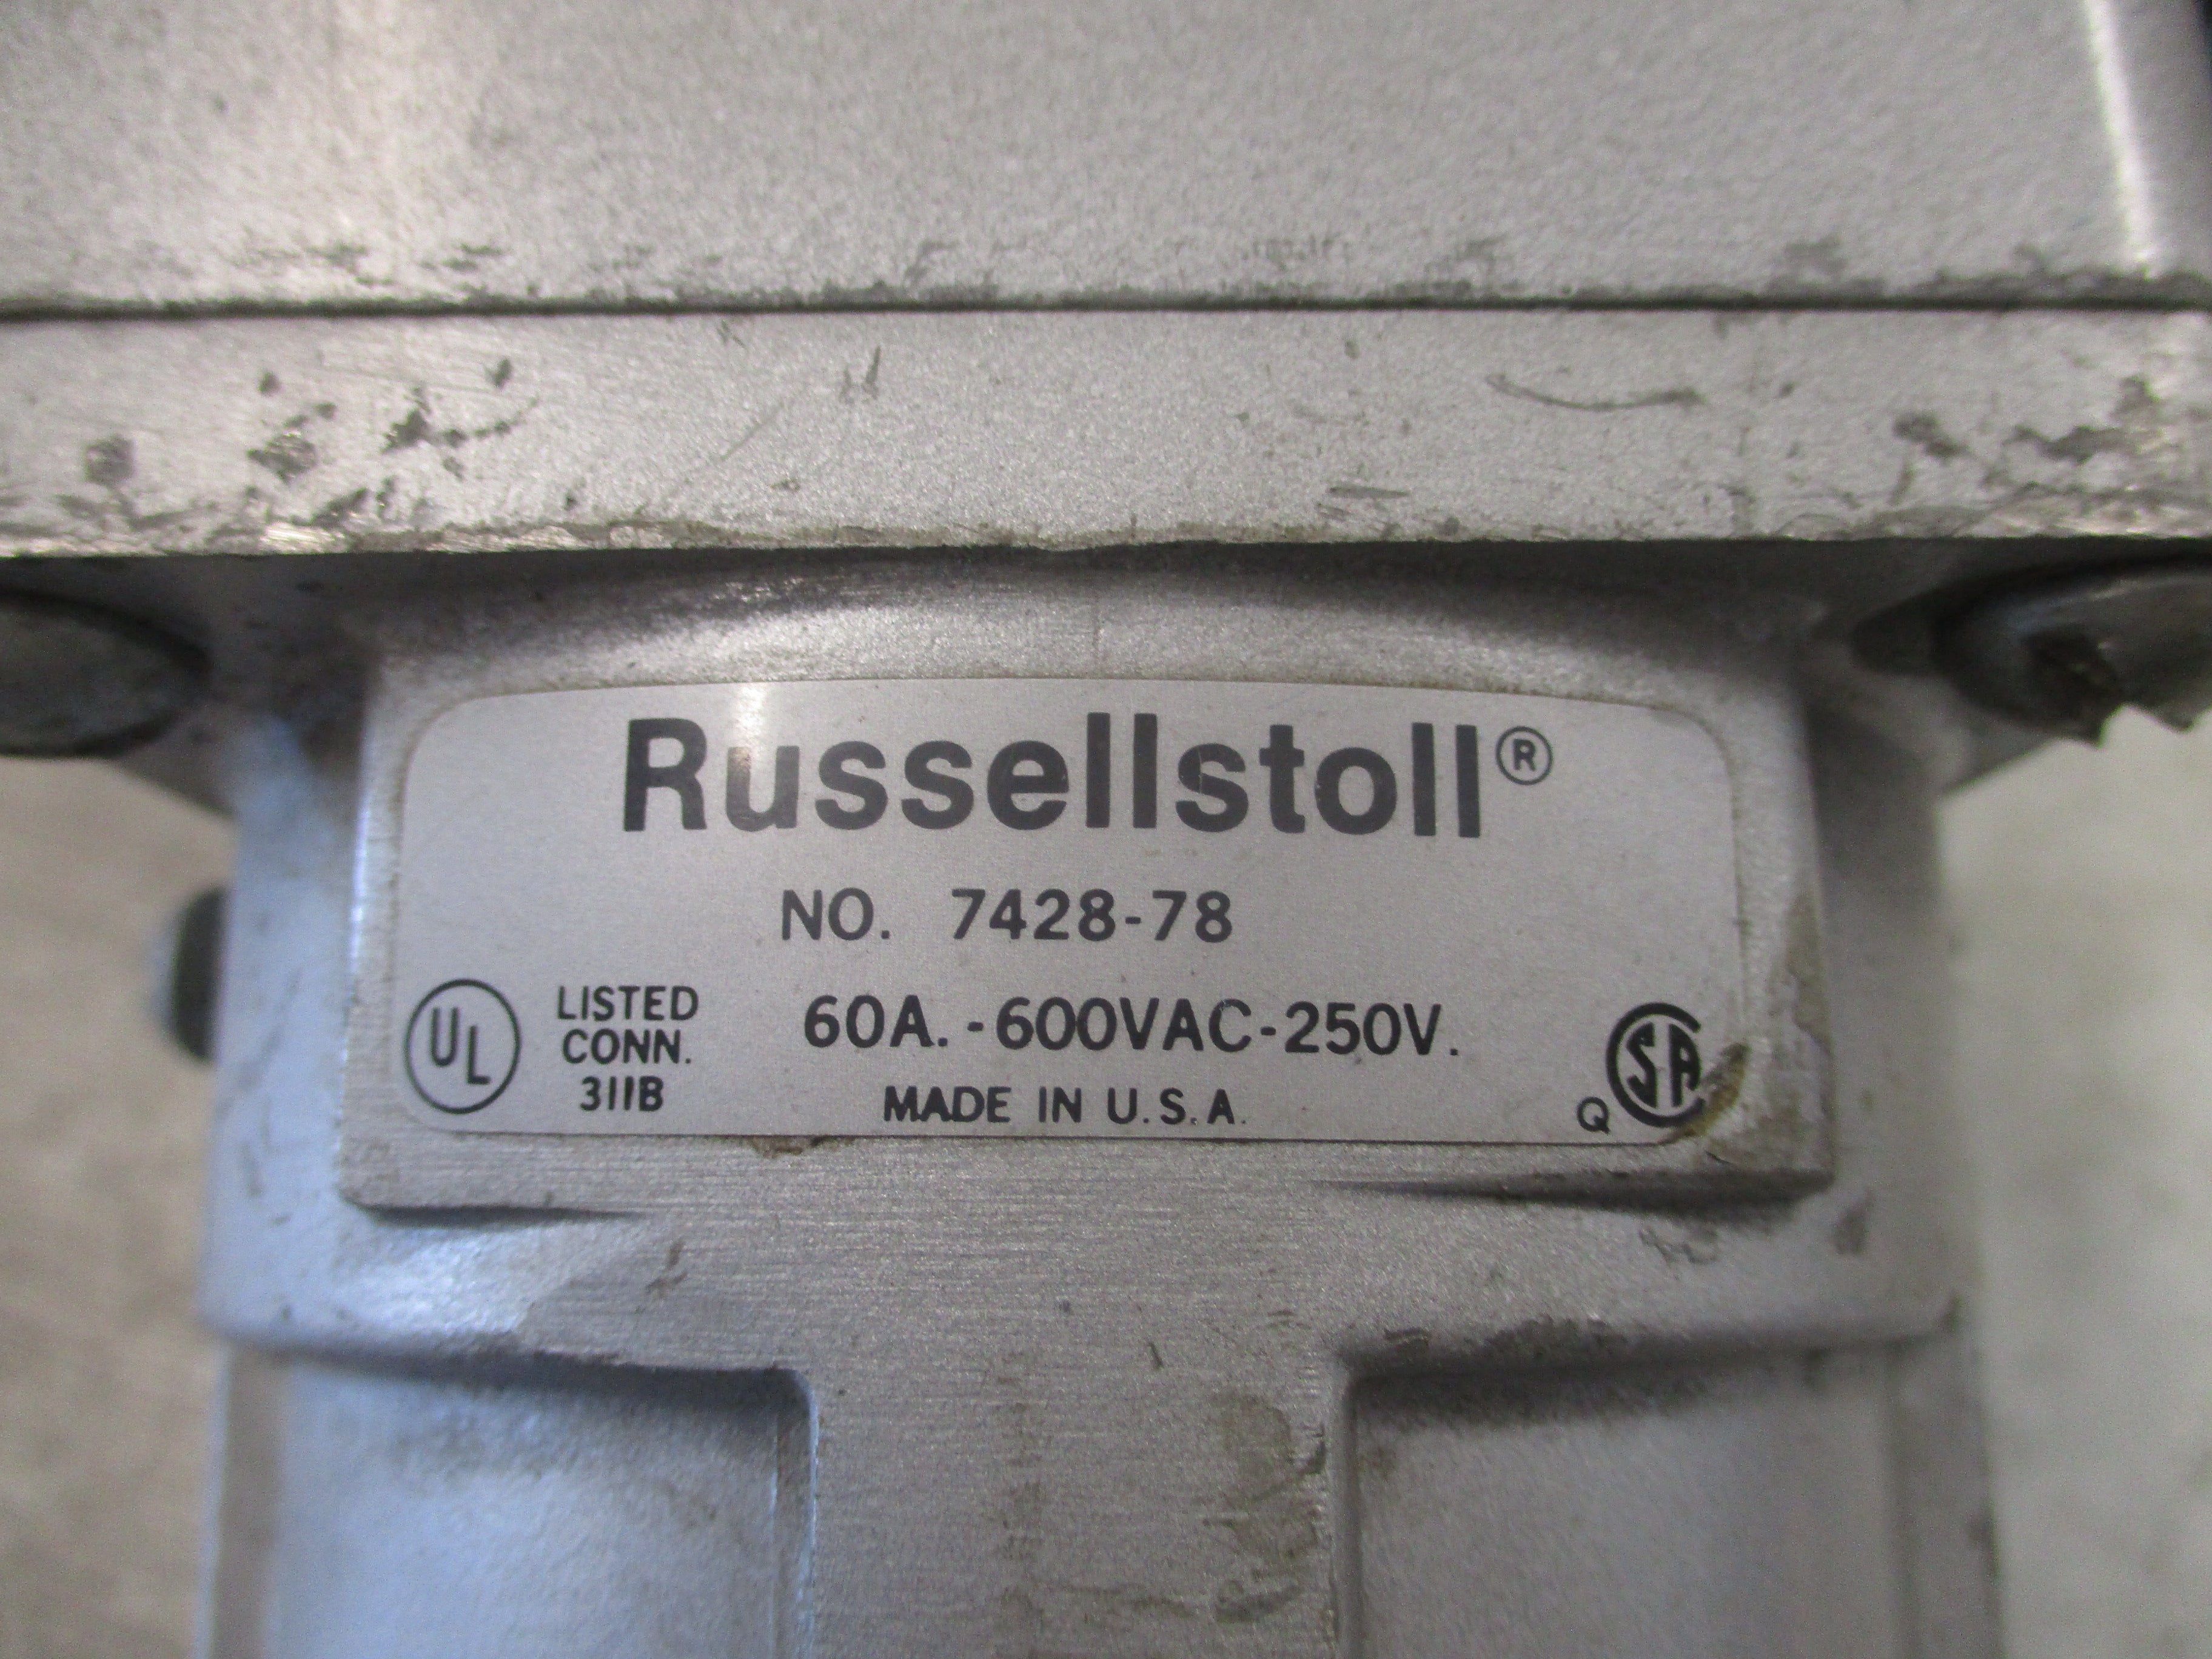 Russellstoll®
NO. 7428-78
UL LISTED CONN. 311B
60A.-600VAC-250V.
MADE IN U.S.A.
Q SA